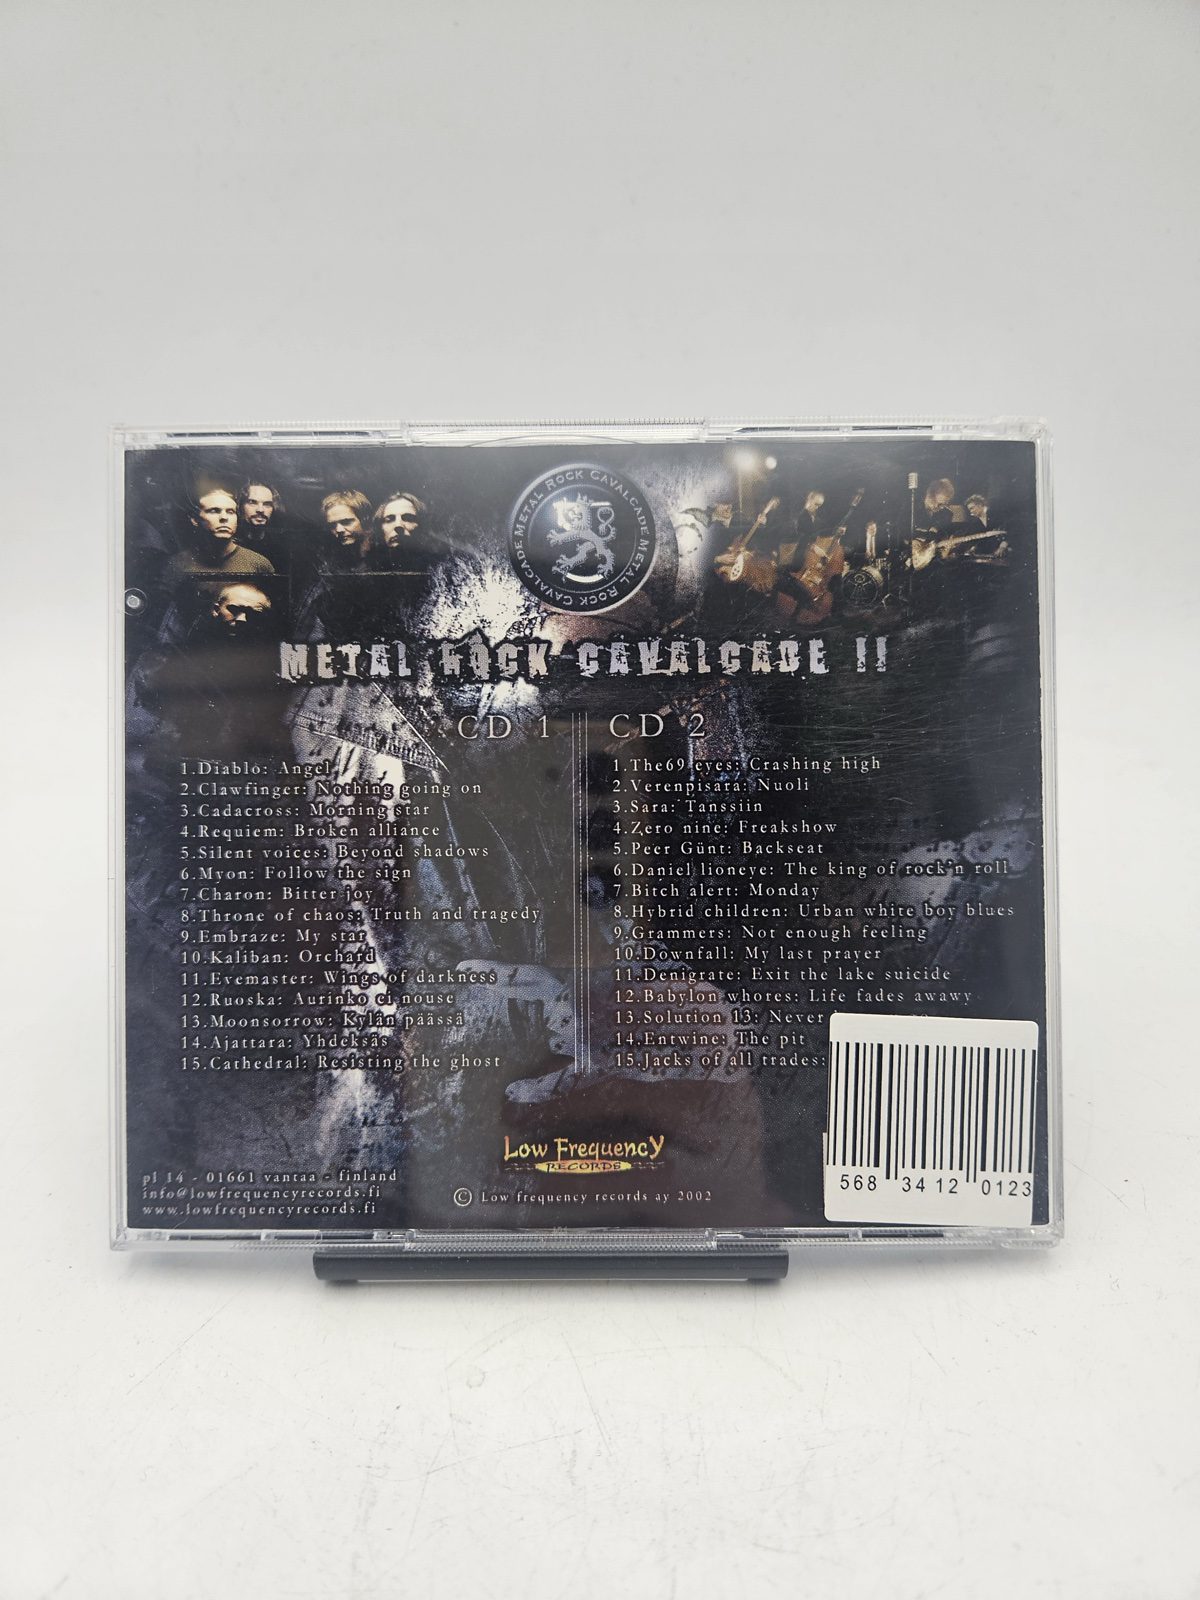 METAL ROCK CAVALCADE METAL ROCK CAVALCADE
METAL ROCK CAVALCADE II
CD 1
1.Diablo: Angel
2.Clawfinger: Nothing going on
3.Cadacross: Morning star
4.Requiem: Broken alliance
5.Silent voices: Beyond shadows
6.Myon: Follow the sign
7.Charon: Bitter joy
8.Throne of chaos: Truth and tragedy
9.Embraze: My star
10.Kaliban: Orchard
11.Evemaster: Wings of darkness
12.Ruoska: Aurinko ei nouse
13.Moonsorrow: Kylän päässä
14.Ajattara: Yhdeksäs
15.Cathedral: Resisting the ghost
CD 2
1.The69 eyes: Crashing high
2.Verenpisara: Nuoli
3.Sara: Tanssiin
4.Zero nine: Freakshow
5.Peer Günt: Backseat
6.Daniel lioneye: The king of rock'n roll
7.Bitch alert: Monday
8.Hybrid children: Urban white boy blues
9.Grammers: Not enough feeling
10.Downfall: My last prayer
11.Denigrate: Exit the lake suicide
12.Babylon whores: Life fades awawy
13.Solution 13: Never
14.Entwine: The pit
15.Jacks of all trades:
Low Frequency
RECORDS
pl 14 - 01661 vantaa - finland
info@lowfrequencyrecords.fi
www.lowfrequencyrecords.fi
© Low frequency records ay 2002
568 3412 0123